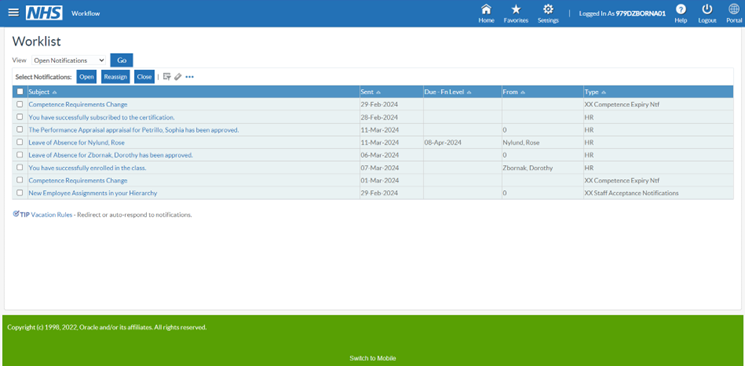 NHS Workflow Home Favorises Sensings Logged In As 979DZBORNA01 Help Logout Portal
Worklist
View Open Notifications Go
Select Notifications: Open Reassign Close
Subject Sent Due - Fo Level From Type
Competence Requirements Change 29-Feb-2024 XX Competence Expiry Ntf
You have successfully subscribed to the certification. 28-Feb-2024 HR
The Performance Appraisal appraisal for Petrillo, Sophia has been approved. 11-Mar-2024 0 HR
Leave of Absence for Nylund, Rose 11-Mar-2024 08-Apr-2024 Nylund, Rose HR
Leave of Absence for Zbornak, Dorothy has been approved. 06-Mar-2024 0 HR
You have successfully enrolled in the class. 07-Mar-2024 Zbornak, Dorothy HR
Competence Requirements Change 01-Mar-2024 XX Competence Expiry Ntf
New Employee Assignments in your Hierarchy 29-Feb-2024 0 XX Staff Acceptance Notifications
TIP Vacation Rules - Redirect or auto-respond to notifications.
Copyright (c) 1998, 2022, Oracle and/or its affiliates. All rights reserved.
Switch to Mobile